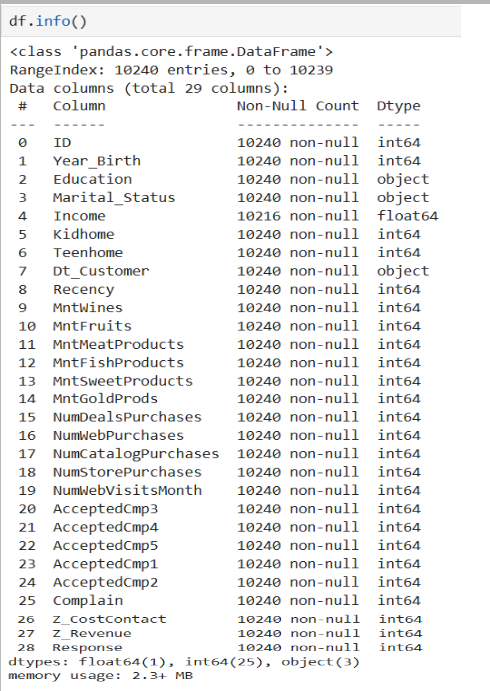 df.info()
<class 'pandas.core.frame.DataFrame'>
RangeIndex: 10240 entries, 0 to 10239
Data columns (total 29 columns):
 #   Column               Non-Null Count  Dtype
---  ------               --------------  -----
 0   ID                   10240 non-null  int64
 1   Year_Birth           10240 non-null  int64
 2   Education            10240 non-null  object
 3   Marital_Status       10240 non-null  object
 4   Income               10216 non-null  float64
 5   Kidhome              10240 non-null  int64
 6   Teenhome             10240 non-null  int64
 7   Dt_Customer          10240 non-null  object
 8   Recency              10240 non-null  int64
 9   MntWines             10240 non-null  int64
 10  MntFruits            10240 non-null  int64
 11  MntMeatProducts      10240 non-null  int64
 12  MntFishProducts      10240 non-null  int64
 13  MntSweetProducts     10240 non-null  int64
 14  MntGoldProds         10240 non-null  int64
 15  NumDealsPurchases    10240 non-null  int64
 16  NumWebPurchases      10240 non-null  int64
 17  NumCatalogPurchases  10240 non-null  int64
 18  NumStorePurchases    10240 non-null  int64
 19  NumWebVisitsMonth    10240 non-null  int64
 20  AcceptedCmp3         10240 non-null  int64
 21  AcceptedCmp4         10240 non-null  int64
 22  AcceptedCmp5         10240 non-null  int64
 23  AcceptedCmp1         10240 non-null  int64
 24  AcceptedCmp2         10240 non-null  int64
 25  Complain             10240 non-null  int64
 26  Z_CostContact        10240 non-null  int64
 27  Z_Revenue            10240 non-null  int64
 28  Response             10240 non-null  int64
dtypes: float64(1), int64(25), object(3)
memory usage: 2.3+ MB